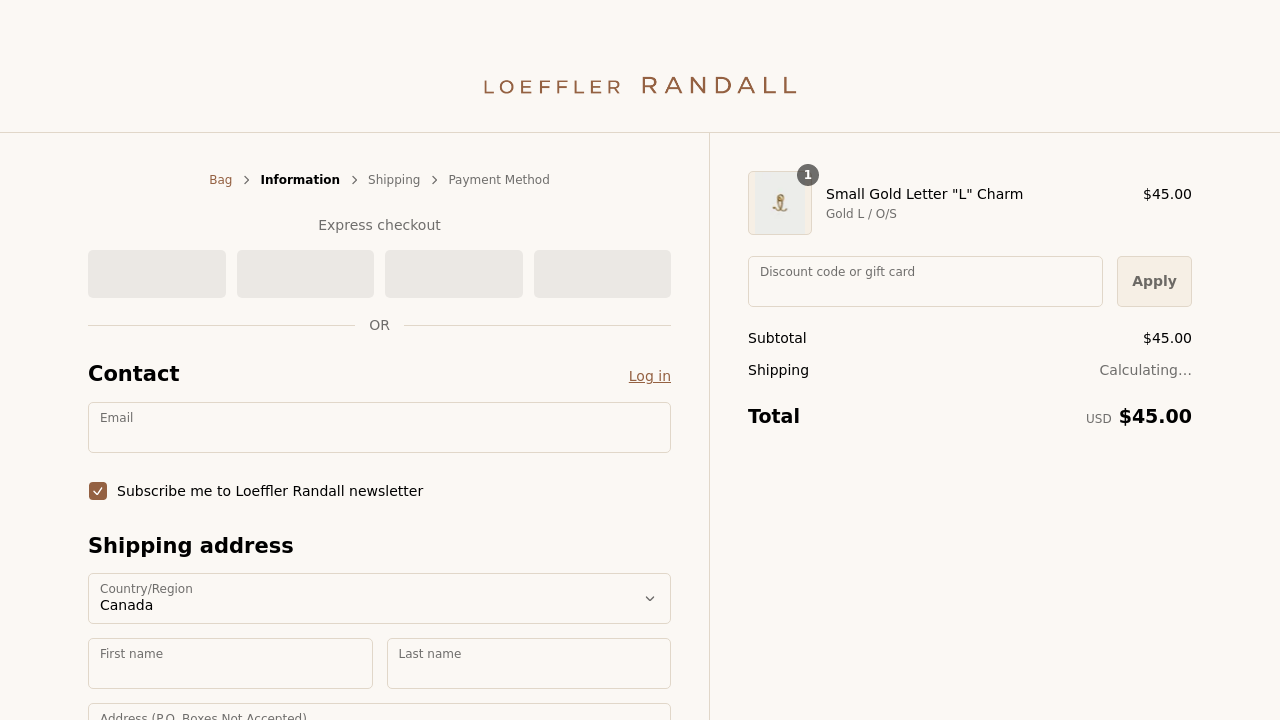 LOEFFLER RANDALL
Bag
Information
Shipping
Payment Method
Express checkout
OR
Contact
Log in
Email
Subscribe me to Loeffler Randall newsletter
Shipping address
Country/Region
Canada
First name
Last name
Address (P.O. Boxes Not Accepted)
1
Small Gold Letter "L" Charm
$45.00
Gold L / O/S
Discount code or gift card
Apply
Subtotal
$45.00
Shipping
Calculating…
Total
USD $45.00